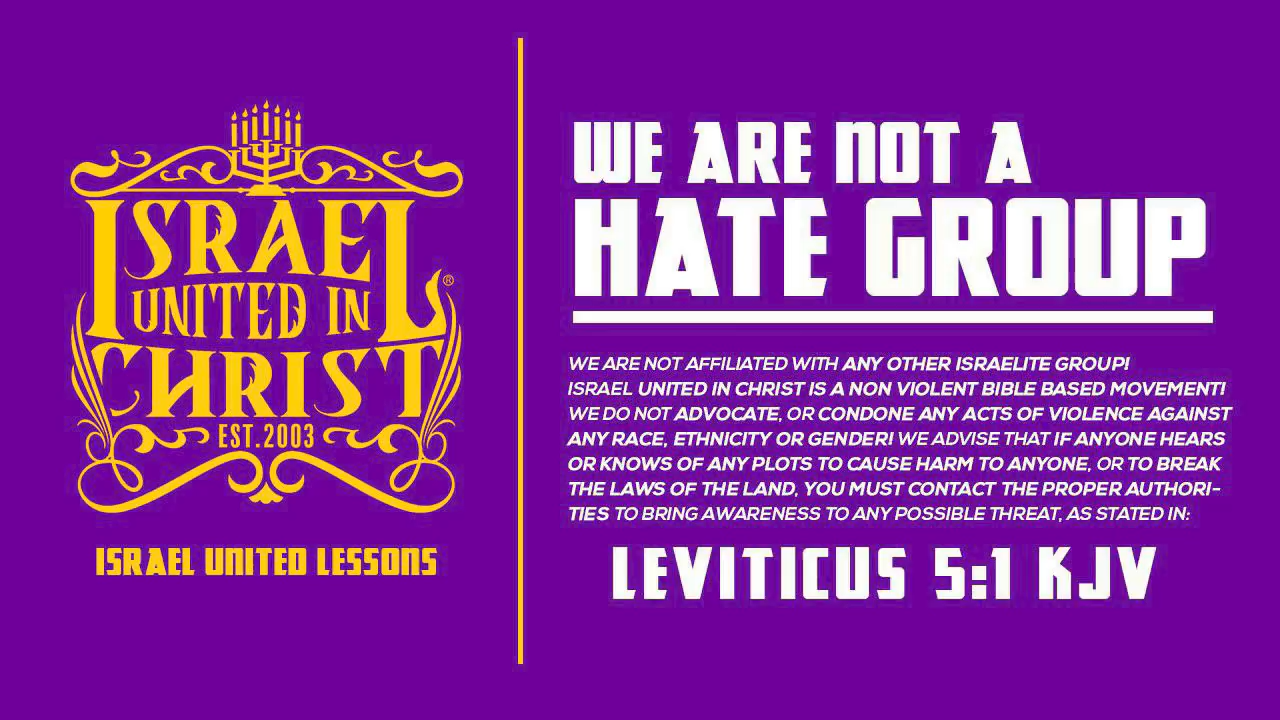 ISRAEL
UNITED IN
CHRIST
®
EST.2003
ISRAEL UNITED LESSONS
WE ARE NOT A
HATE GROUP
WE ARE NOT AFFILIATED WITH ANY OTHER ISRAELITE GROUP!
ISRAEL UNITED IN CHRIST IS A NON VIOLENT BIBLE BASED MOVEMENT!
WE DO NOT ADVOCATE, OR CONDONE ANY ACTS OF VIOLENCE AGAINST
ANY RACE, ETHNICITY OR GENDER! WE ADVISE THAT IF ANYONE HEARS
OR KNOWS OF ANY PLOTS TO CAUSE HARM TO ANYONE, OR TO BREAK
THE LAWS OF THE LAND, YOU MUST CONTACT THE PROPER AUTHORI-
TIES TO BRING AWARENESS TO ANY POSSIBLE THREAT, AS STATED IN:
LEVITICUS 5:1 KJV